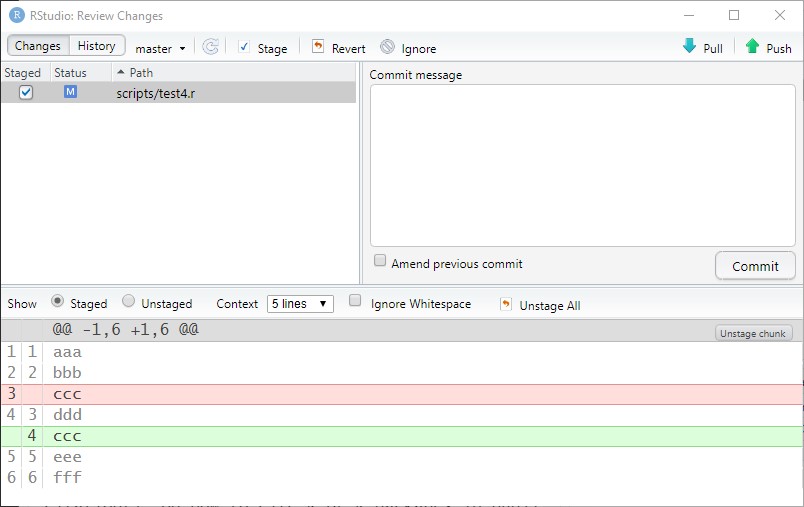 RStudio: Review Changes
Changes History master Stage Revert Ignore Pull Push
Staged Status Path
M scripts/test4.r
Commit message
Amend previous commit
Commit
Show Staged Unstaged Context 5 lines Ignore Whitespace Unstage All
@@ -1,6 +1,6 @@ Unstage chunk
1 1 aaa
2 2 bbb
3 ccc
4 3 ddd
4 ccc
5 5 eee
6 6 fff